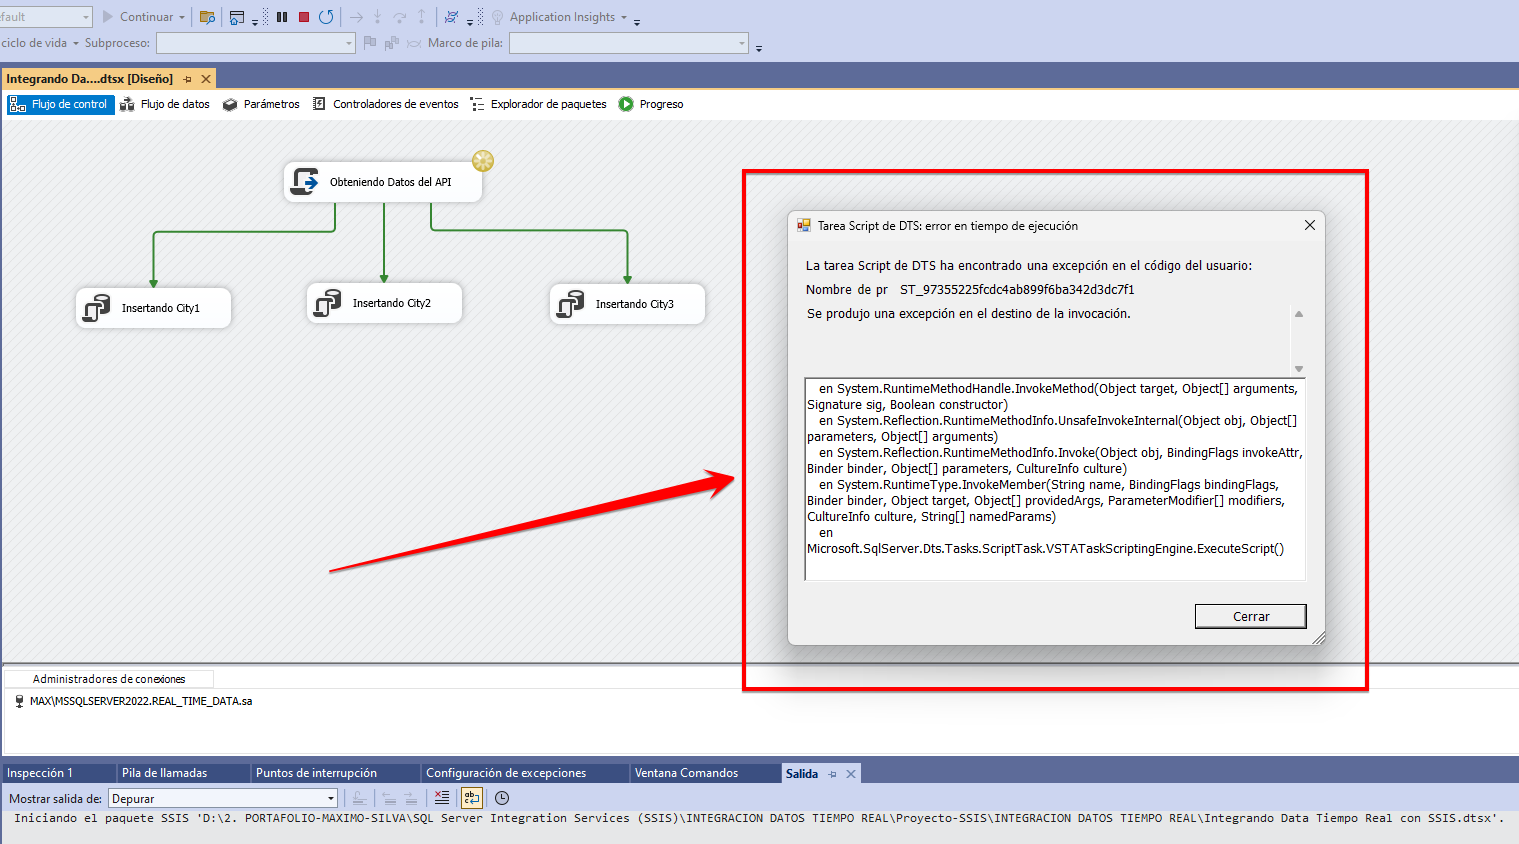 efault
Continuar
Application Insights
ciclo de vida
Subproceso:
Marco de pila:
Integrando Da....dtsx [Diseño]
Flujo de control
Flujo de datos
Parámetros
Controladores de eventos
Explorador de paquetes
Progreso
Obteniendo Datos del API
Insertando City1
Insertando City2
Insertando City3
Tarea Script de DTS: error en tiempo de ejecución
La tarea Script de DTS ha encontrado una excepción en el código del usuario:
Nombre de pr ST_97355225fcdc4ab899f6ba342d3dc7f1
Se produjo una excepción en el destino de la invocación.
en System.RuntimeMethodHandle.InvokeMethod(Object target, Object[] arguments,
Signature sig, Boolean constructor)
en System.Reflection.RuntimeMethodInfo.UnsafeInvokeInternal(Object obj, Object[]
parameters, Object[] arguments)
en System.Reflection.RuntimeMethodInfo.Invoke(Object obj, BindingFlags invokeAttr,
Binder binder, Object[] parameters, CultureInfo culture)
en System.RuntimeType.InvokeMember(String name, BindingFlags bindingFlags,
Binder binder, Object target, Object[] providedArgs, ParameterModifier[] modifiers,
CultureInfo culture, String[] namedParams)
en
Microsoft.SqlServer.Dts.Tasks.ScriptTask.VSTATaskScriptingEngine.ExecuteScript()
Cerrar
Administradores de conexiones
MAX\MSSQLSERVER2022.REAL_TIME_DATA.sa
Inspección 1
Pila de llamadas
Puntos de interrupción
Configuración de excepciones
Ventana Comandos
Salida
Mostrar salida de: Depurar
Iniciando el paquete SSIS 'D:\2. PORTAFOLIO-MAXIMO-SILVA\SQL Server Integration Services (SSIS)\INTEGRACION DATOS TIEMPO REAL\Proyecto-SSIS\INTEGRACION DATOS TIEMPO REAL\Integrando Data Tiempo Real con SSIS.dtsx'.